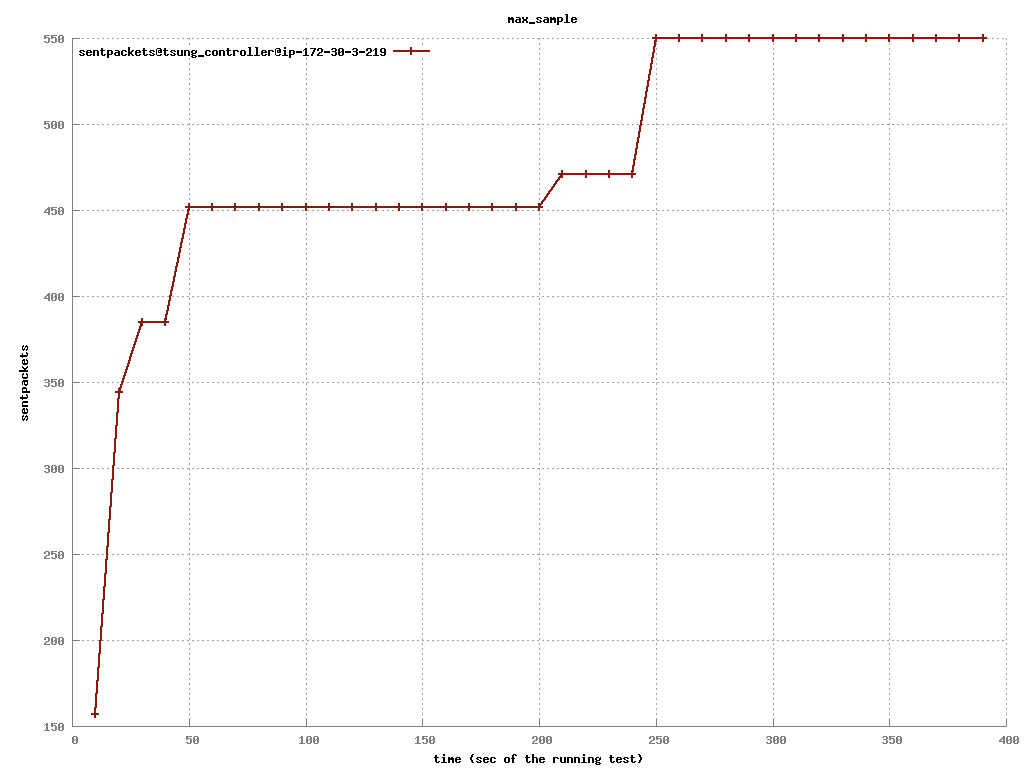 max_sample
sentpackets@tsung_controller@ip-172-30-3-219
550
500
450
400
350
300
250
200
150
sentpackets
0 50 100 150 200 250 300 350 400
time (sec of the running test)